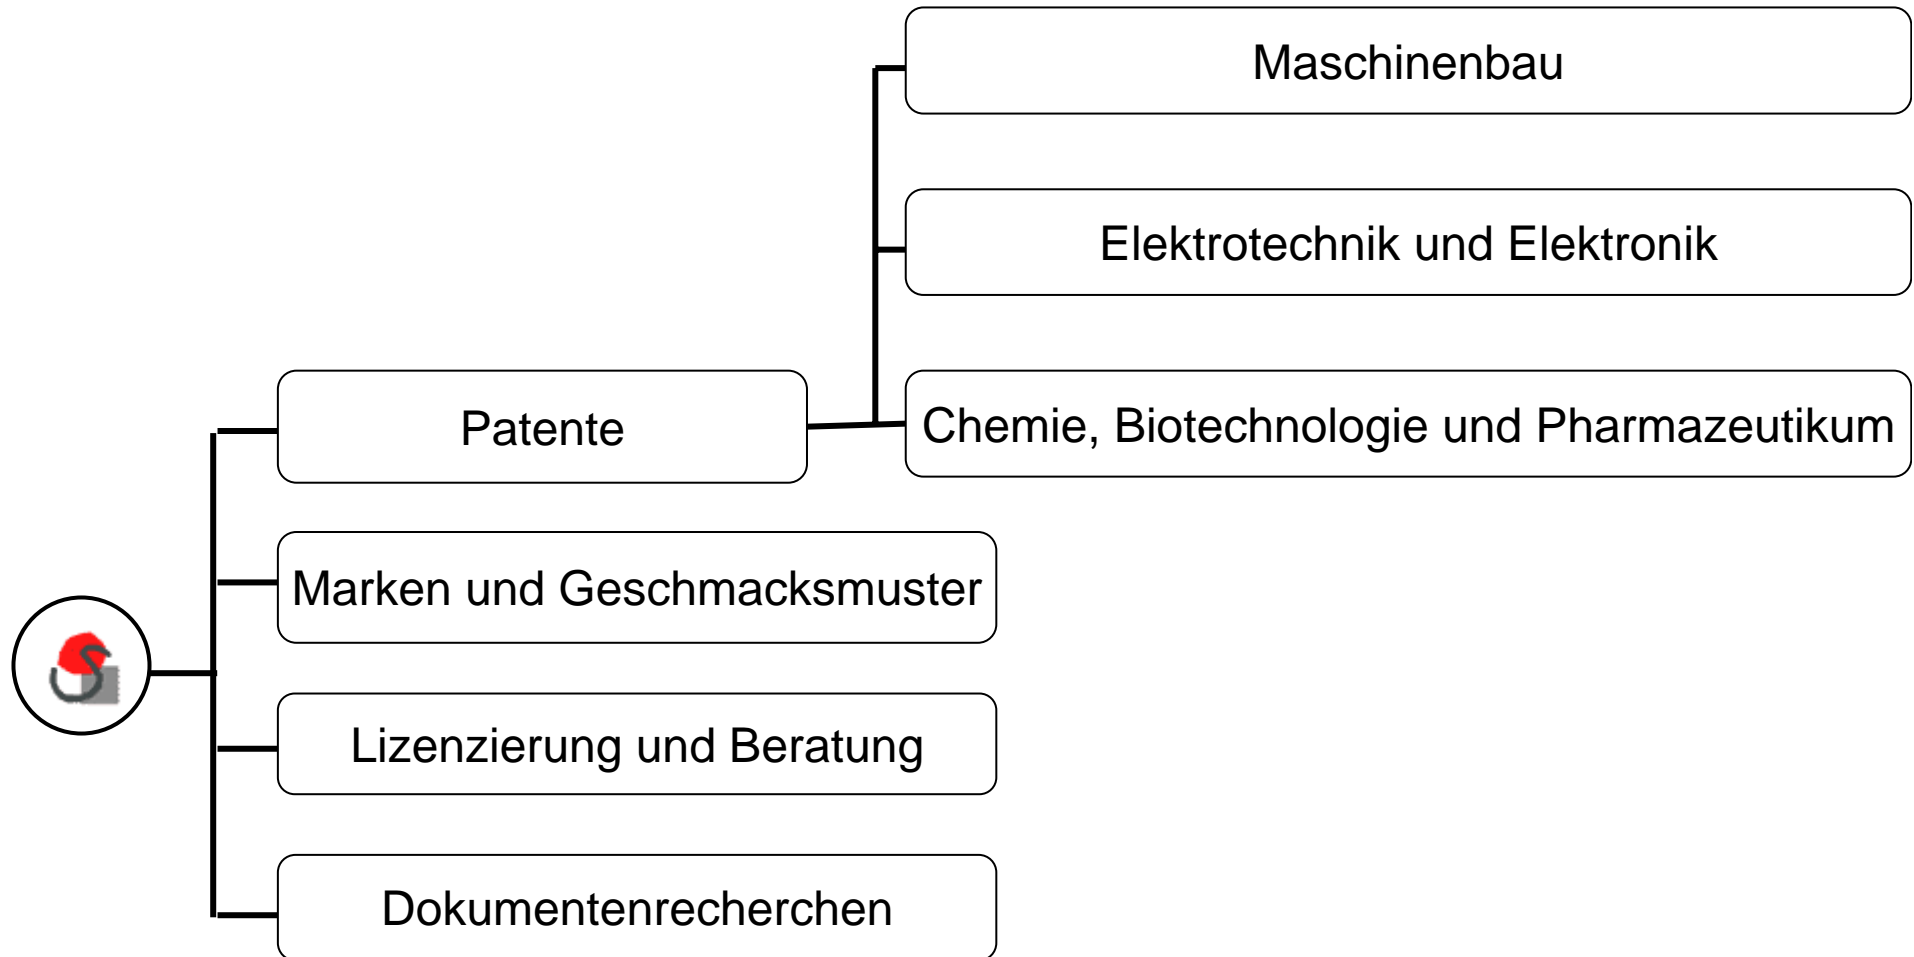 Maschinenbau
Elektrotechnik und Elektronik
Chemie, Biotechnologie und Pharmazeutikum
Patente
Marken und Geschmacksmuster
Lizenzierung und Beratung
Dokumentenrecherchen